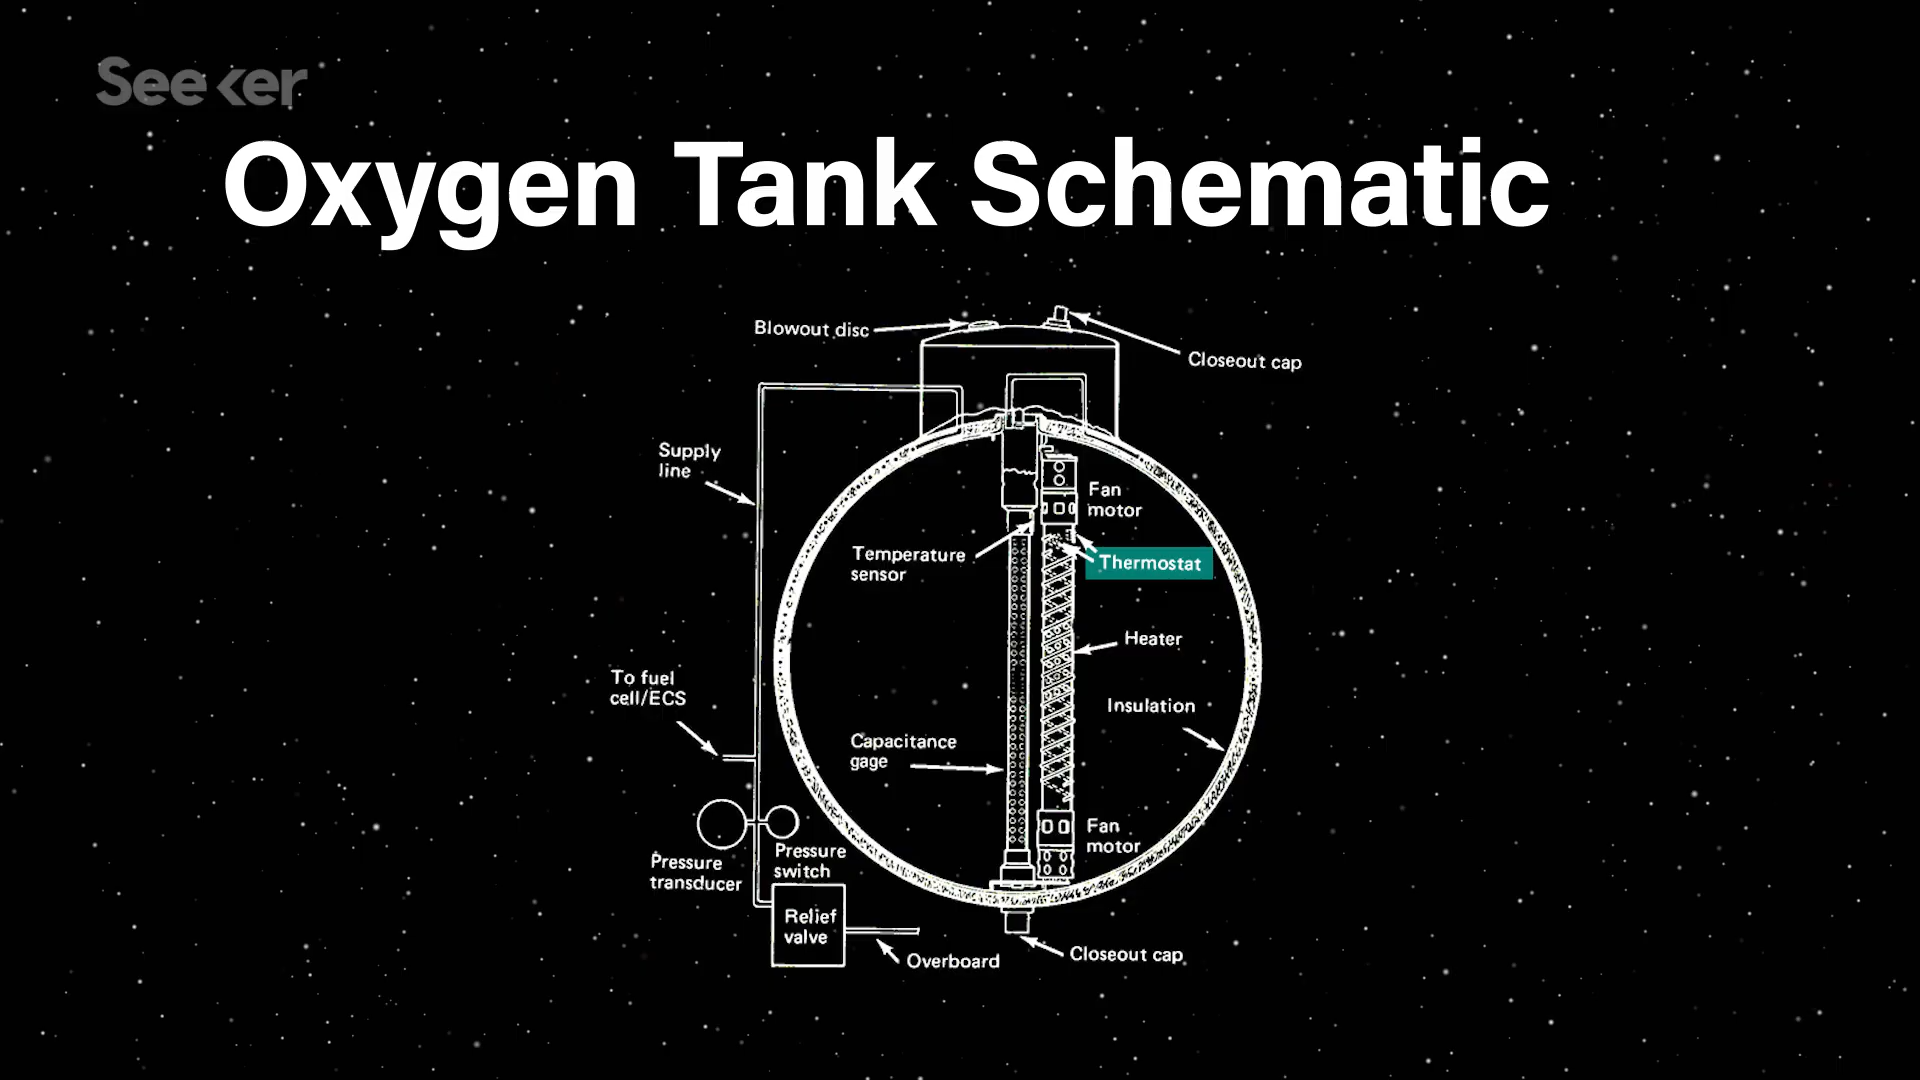 Seeker
Oxygen Tank Schematic
Blowout disc
Closeout cap
Supply
line
Fan
motor
Temperature
sensor
Thermostat
Heater
To fuel
cell/ECS
Insulation
Capacitance
gage
Fan
motor
Pressure
switch
Pressure
transducer
Relief
valve
Overboard
Closeout cap